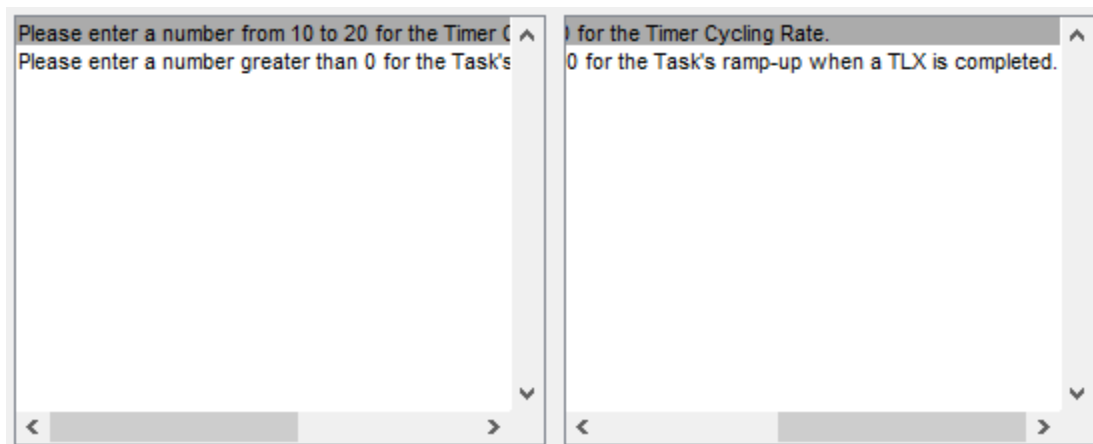 Please enter a number from 10 to 20 for the Timer C
Please enter a number greater than 0 for the Task's
0 for the Timer Cycling Rate.
0 for the Task's ramp-up when a TLX is completed.